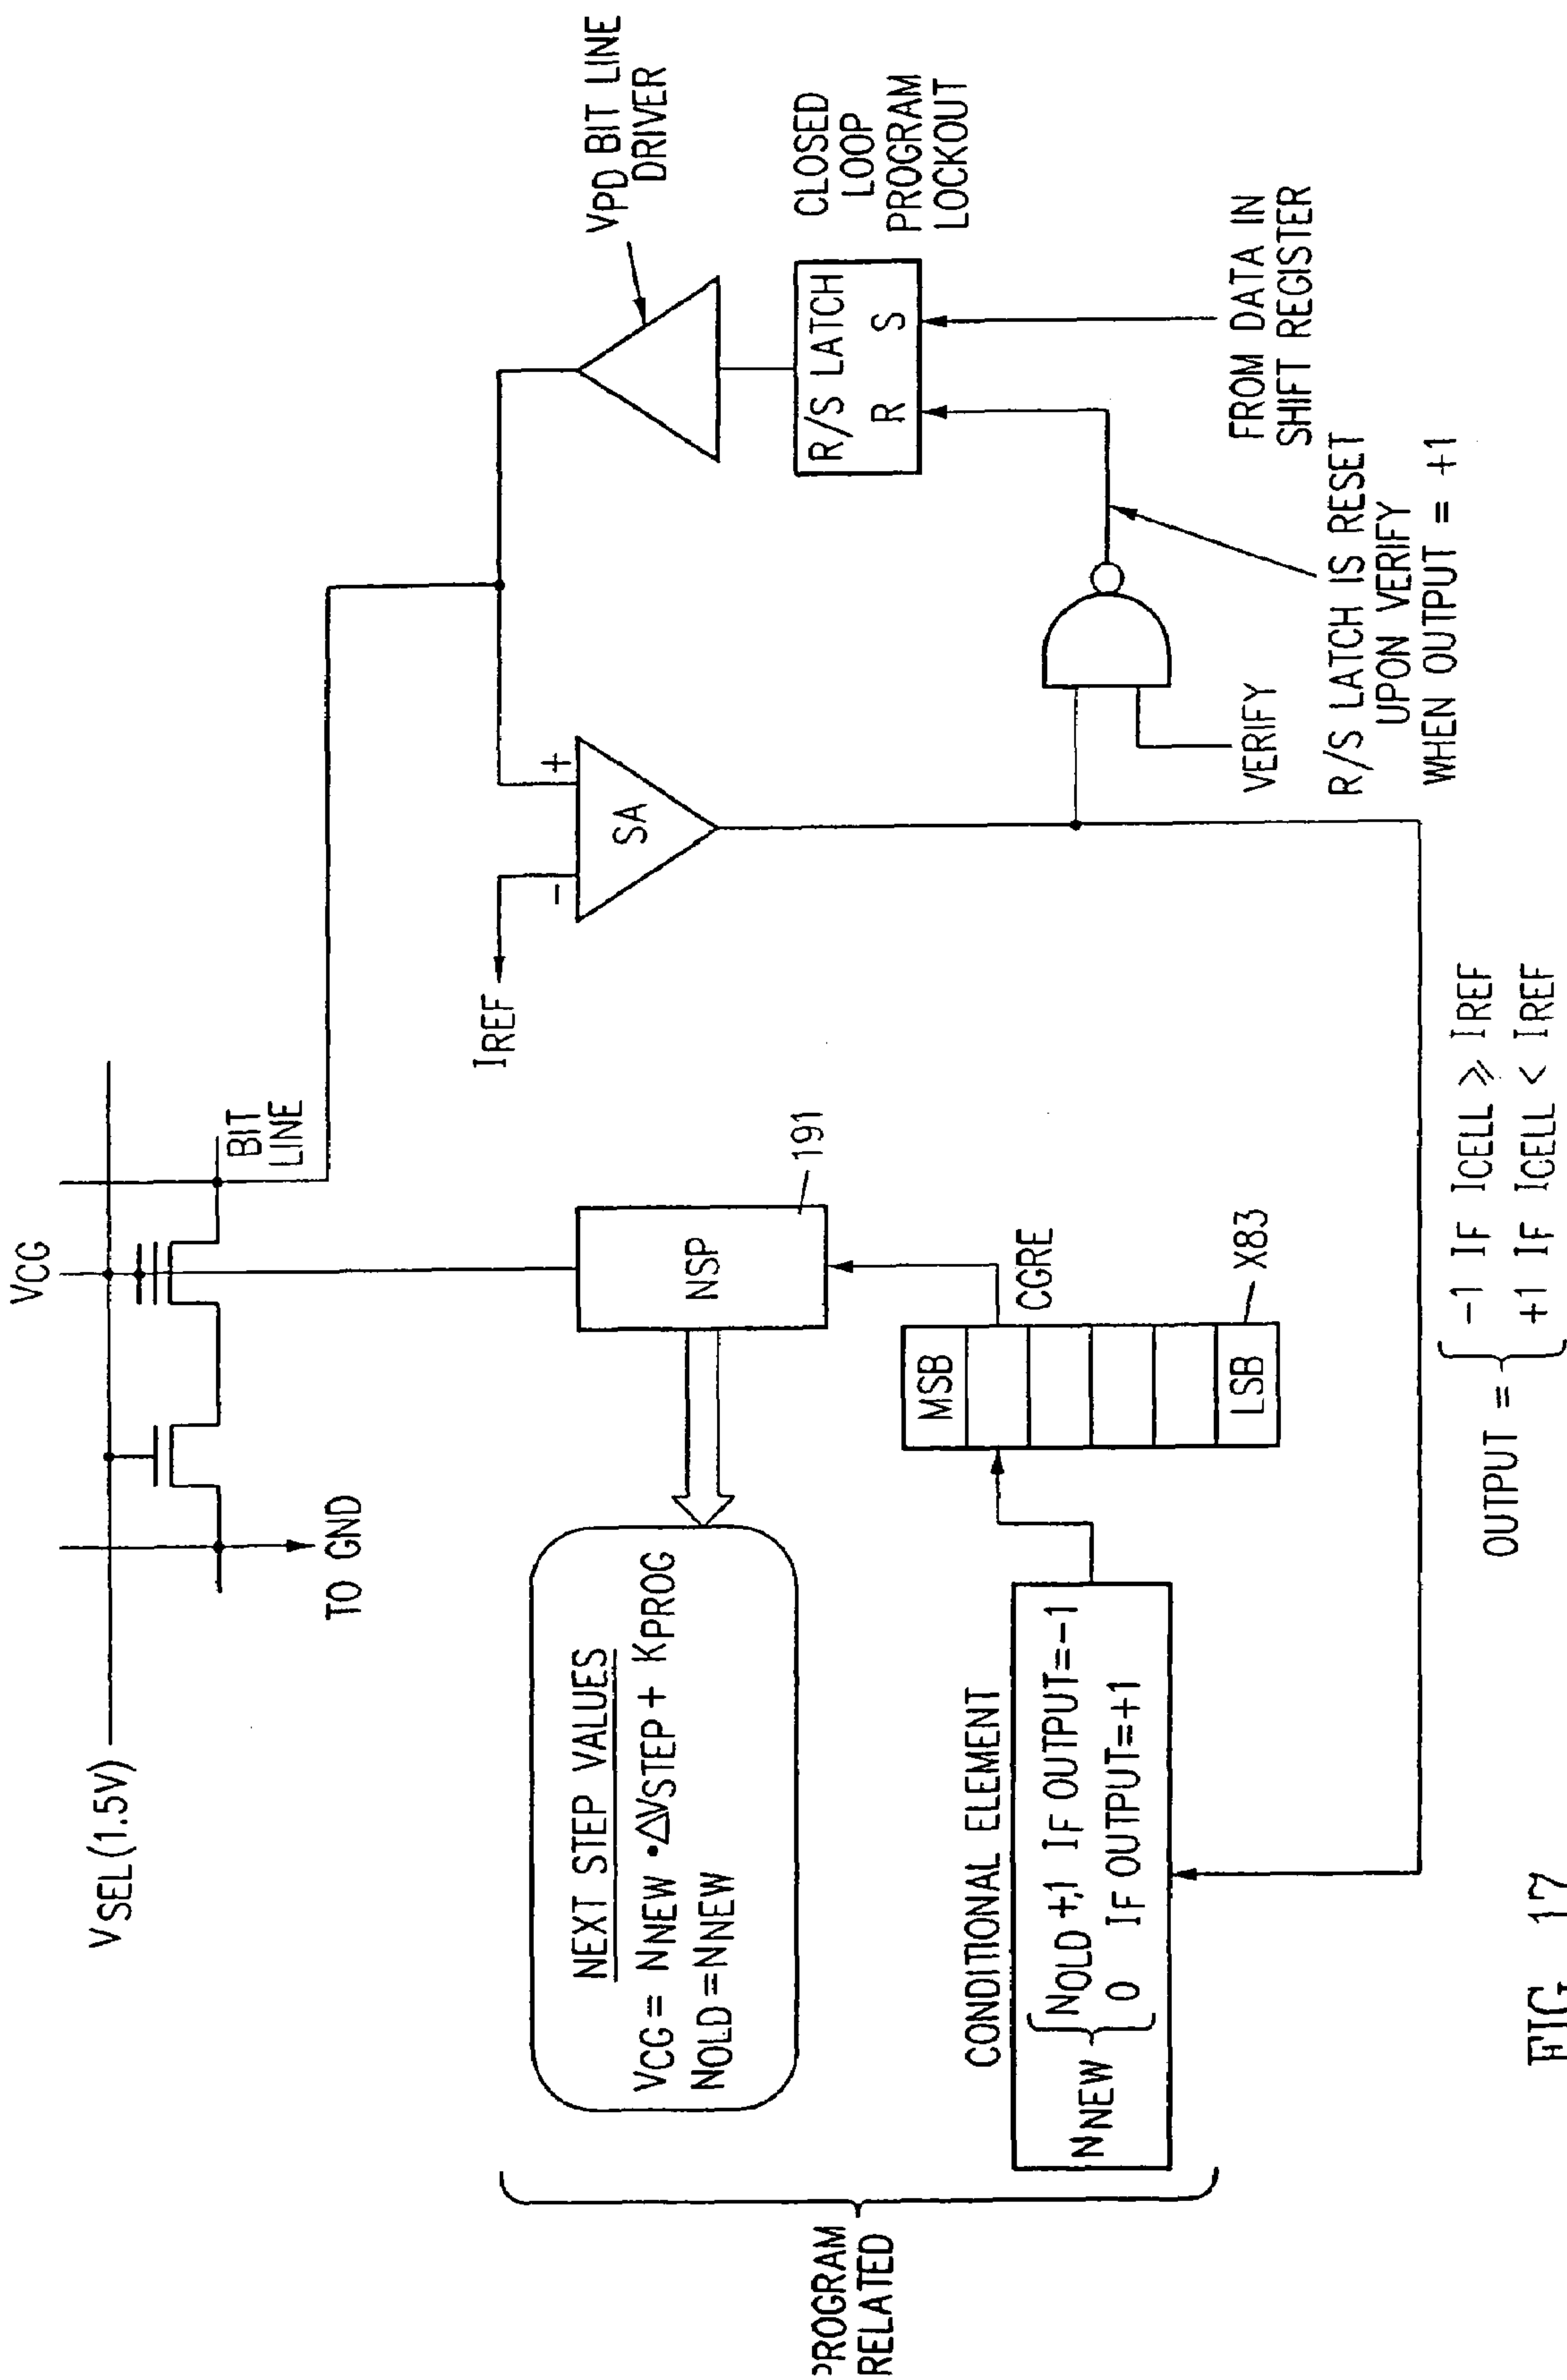 VSEL(1.5V)
VCG
BIT
LINE
TO GND
VPD BIT LINE
DRIVER
IREF
-
+
SA
R/S LATCH
R
S
CLOSED
LOOP
PROGRAM
LOCKOUT
FROM DATA IN
SHIFT REGISTER
VERIFY
R/S LATCH IS RESET
UPON VERIFY
WHEN OUTPUT = +1
NSP
191
NEXT STEP VALUES
VCG = NNEW •ΔVSTEP + KPROG
NOLD = NNEW
CGRE
MSB
LSB
X83
CONDITIONAL ELEMENT
NNEW { NOLD +,1 IF OUTPUT=-1
0 IF OUTPUT=+1
PROGRAM
RELATED
OUTPUT = { -1 IF ICELL ⩾ IREF
+1 IF ICELL < IREF
FIG. 17